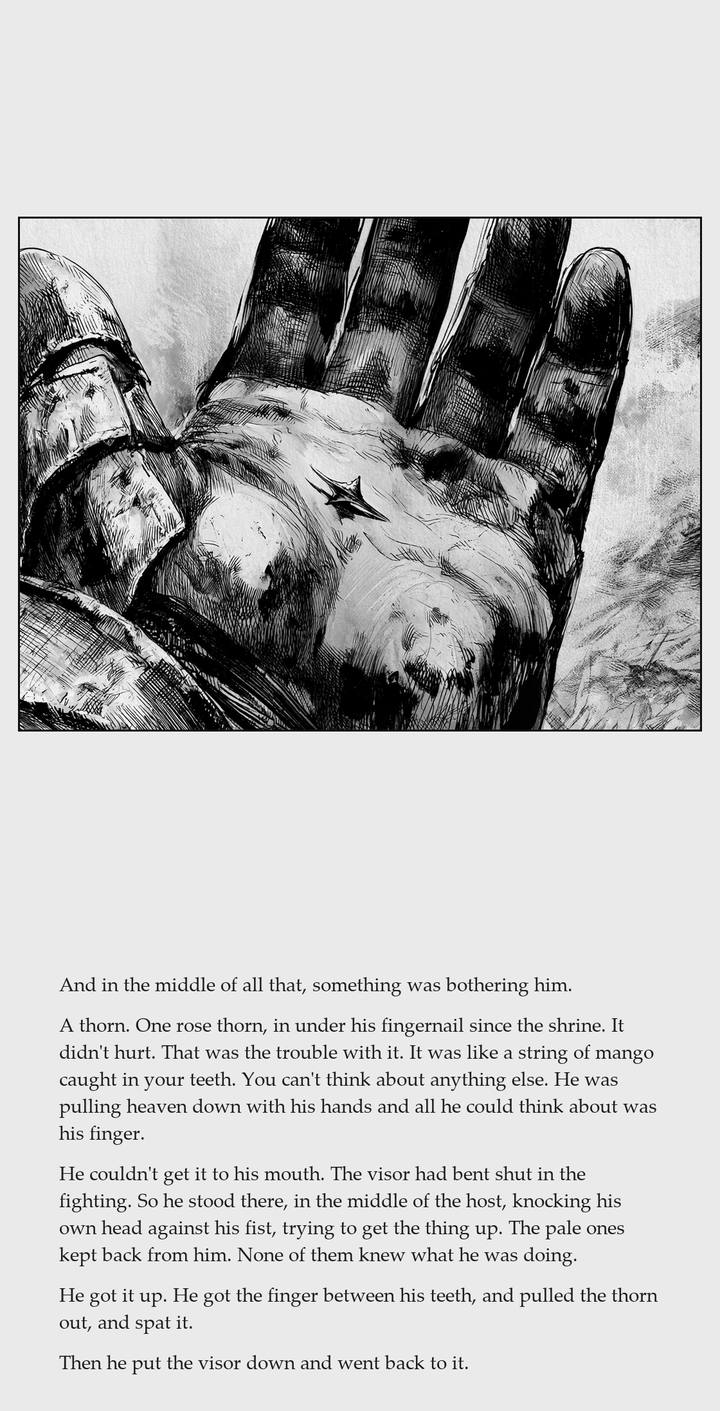 And in the middle of all that, something was bothering him.
A thorn. One rose thorn, in under his fingernail since the shrine. It
didn't hurt. That was the trouble with it. It was like a string of mango
caught in your teeth. You can't think about anything else. He was
pulling heaven down with his hands and all he could think about was
his finger.
He couldn't get it to his mouth. The visor had bent shut in the
fighting. So he stood there, in the middle of the host, knocking his
own head against his fist, trying to get the thing up. The pale ones
kept back from him. None of them knew what he was doing.
He got it up. He got the finger between his teeth, and pulled the thorn
out, and spat it.
Then he put the visor down and went back to it.